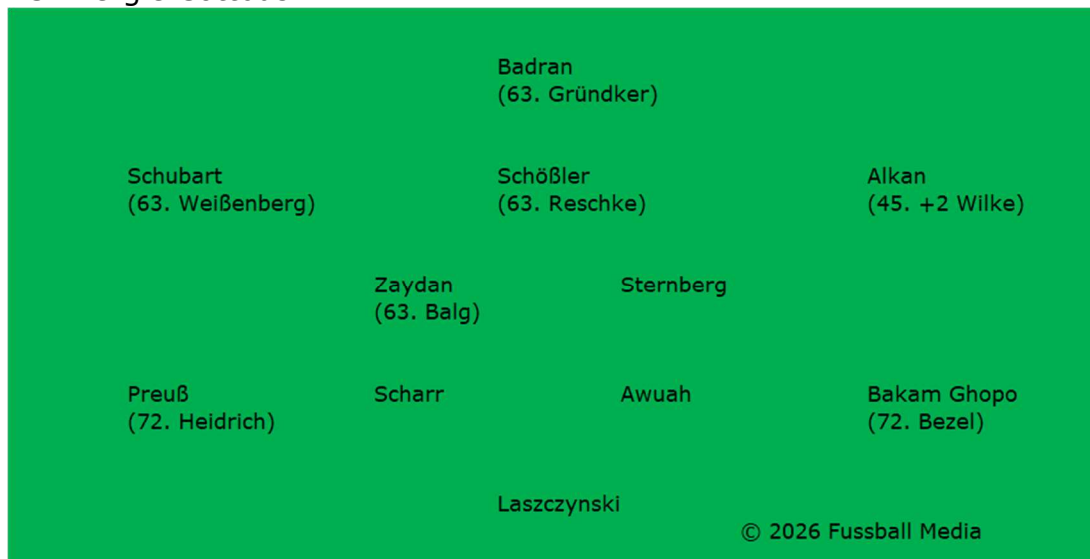 Badran
(63. Gründker)
Schubart Schößler Alkan
(63. Weißenberg) (63. Reschke) (45. +2 Wilke)
Zaydan Sternberg
(63. Balg)
Preuß Scharr Awuah Bakam Ghopo
(72. Heidrich) (72. Bezel)
Laszczynski
© 2026 Fussball Media